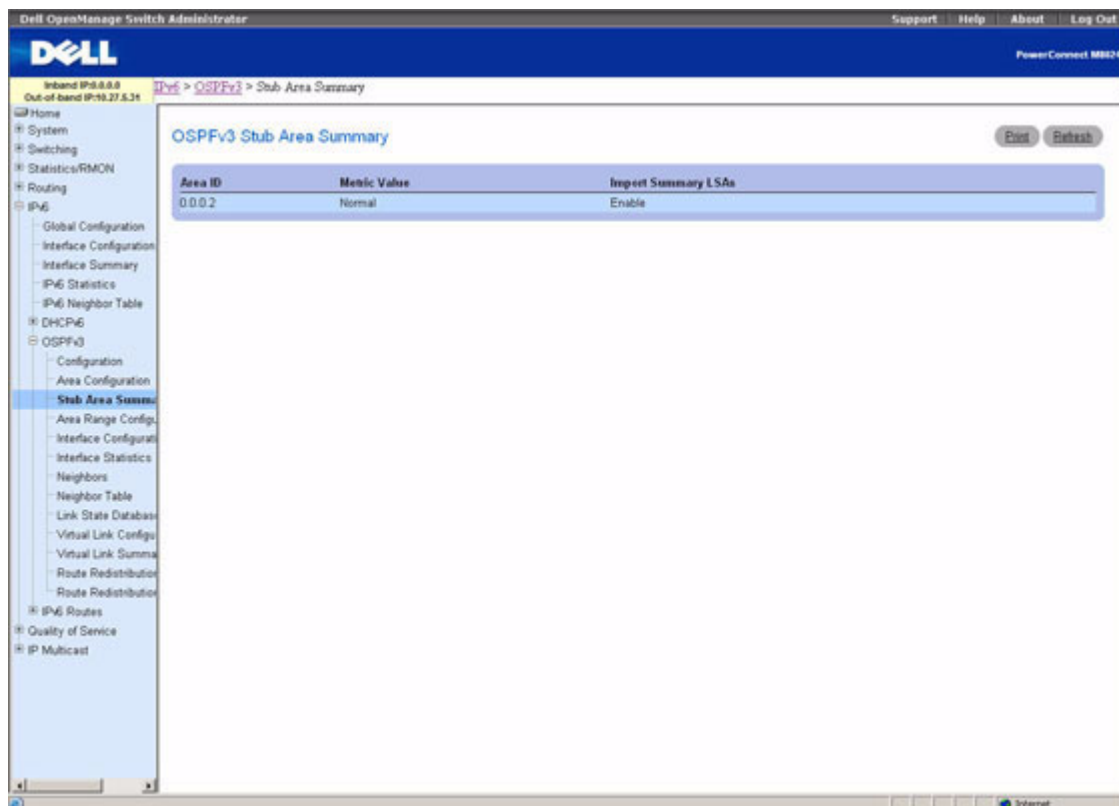 Dell OpenManage Switch Administrator
Support Help About Log Out
DELL
PowerConnect
Inband IP:0.0.0.0
Out-of-band IP:10.27.5.31
IPv6 > OSPFv3 > Stub Area Summary
Home
System
Switching
Statistics/RMON
Routing
IPv6
Global Configuration
Interface Configuration
Interface Summary
IPv6 Statistics
IPv6 Neighbor Table
DHCPv6
OSPFv3
Configuration
Area Configuration
Stub Area Summa
Area Range Configu
Interface Configurati
Interface Statistics
Neighbors
Neighbor Table
Link State Databas
Virtual Link Configu
Virtual Link Summa
Route Redistribution
Route Redistribution
IPv6 Routes
Quality of Service
IP Multicast
OSPFv3 Stub Area Summary
Print Refresh
Area ID Metric Value Import Summary LSAs
0.0.0.2 Normal Enable
Internet